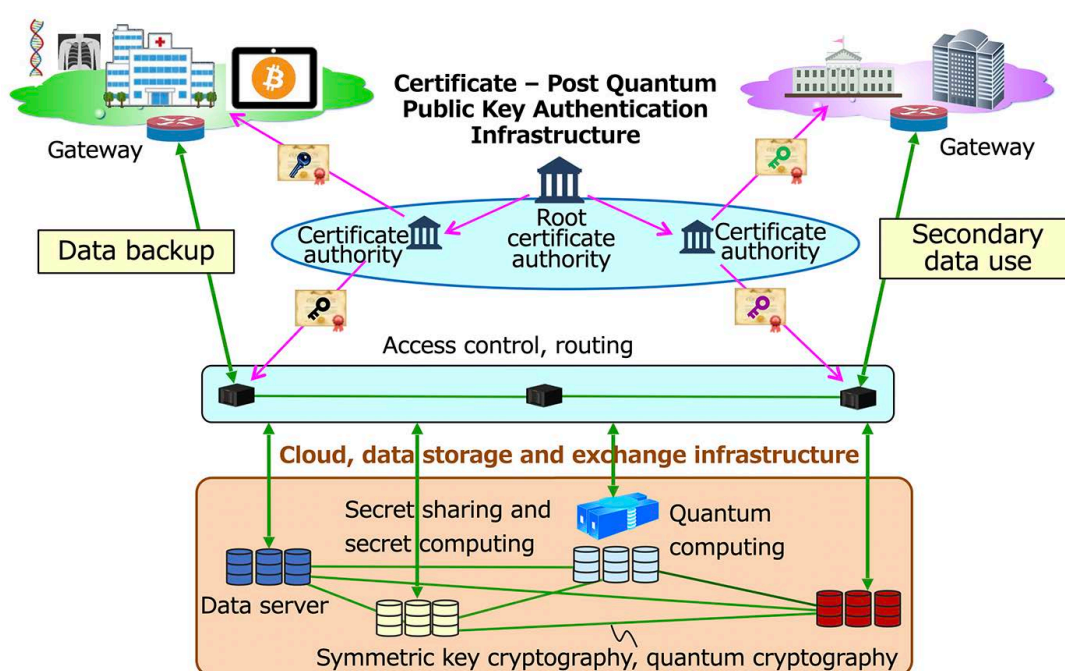 Certificate – Post Quantum
Public Key Authentication
Infrastructure
Gateway
Gateway
Data backup
Certificate
authority
Root
certificate
authority
Certificate
authority
Secondary
data use
Access control, routing
Cloud, data storage and exchange infrastructure
Secret sharing and
secret computing
Quantum
computing
Data server
Symmetric key cryptography, quantum cryptography